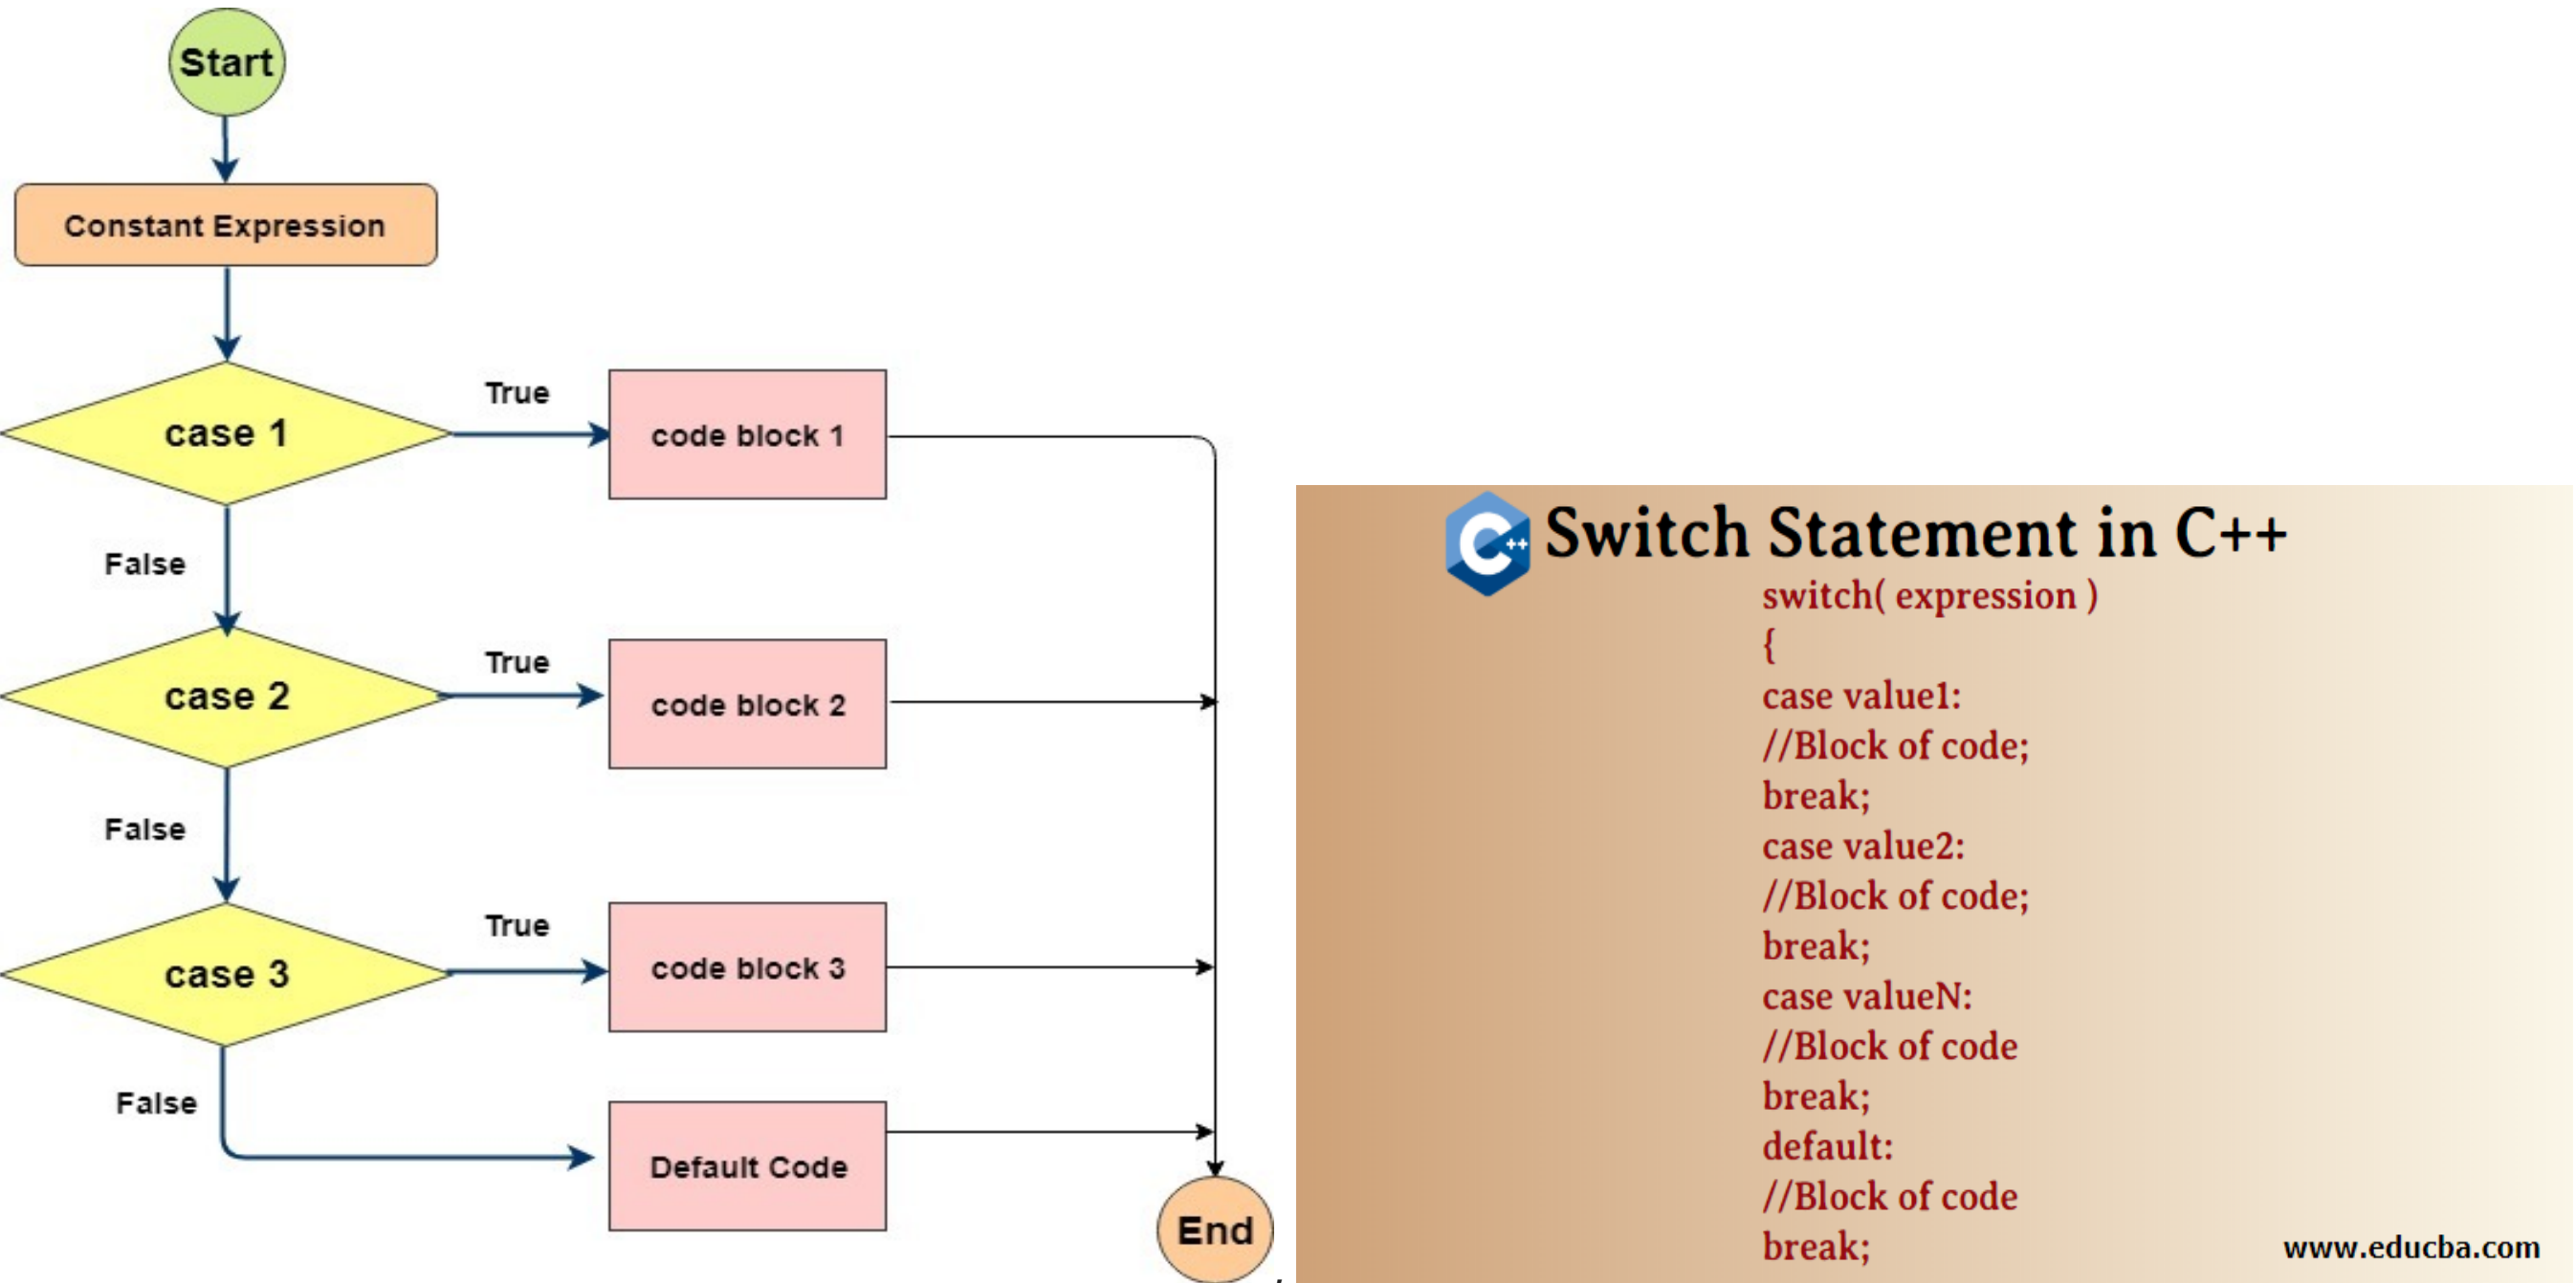 Start
Constant Expression
case 1
True
code block 1
False
case 2
True
code block 2
False
case 3
True
code block 3
False
Default Code
End
,
C++
Switch Statement in C++
switch( expression )
{
case value1:
//Block of code;
break;
case value2:
//Block of code;
break;
case valueN:
//Block of code
break;
default:
//Block of code
break;
www.educba.com